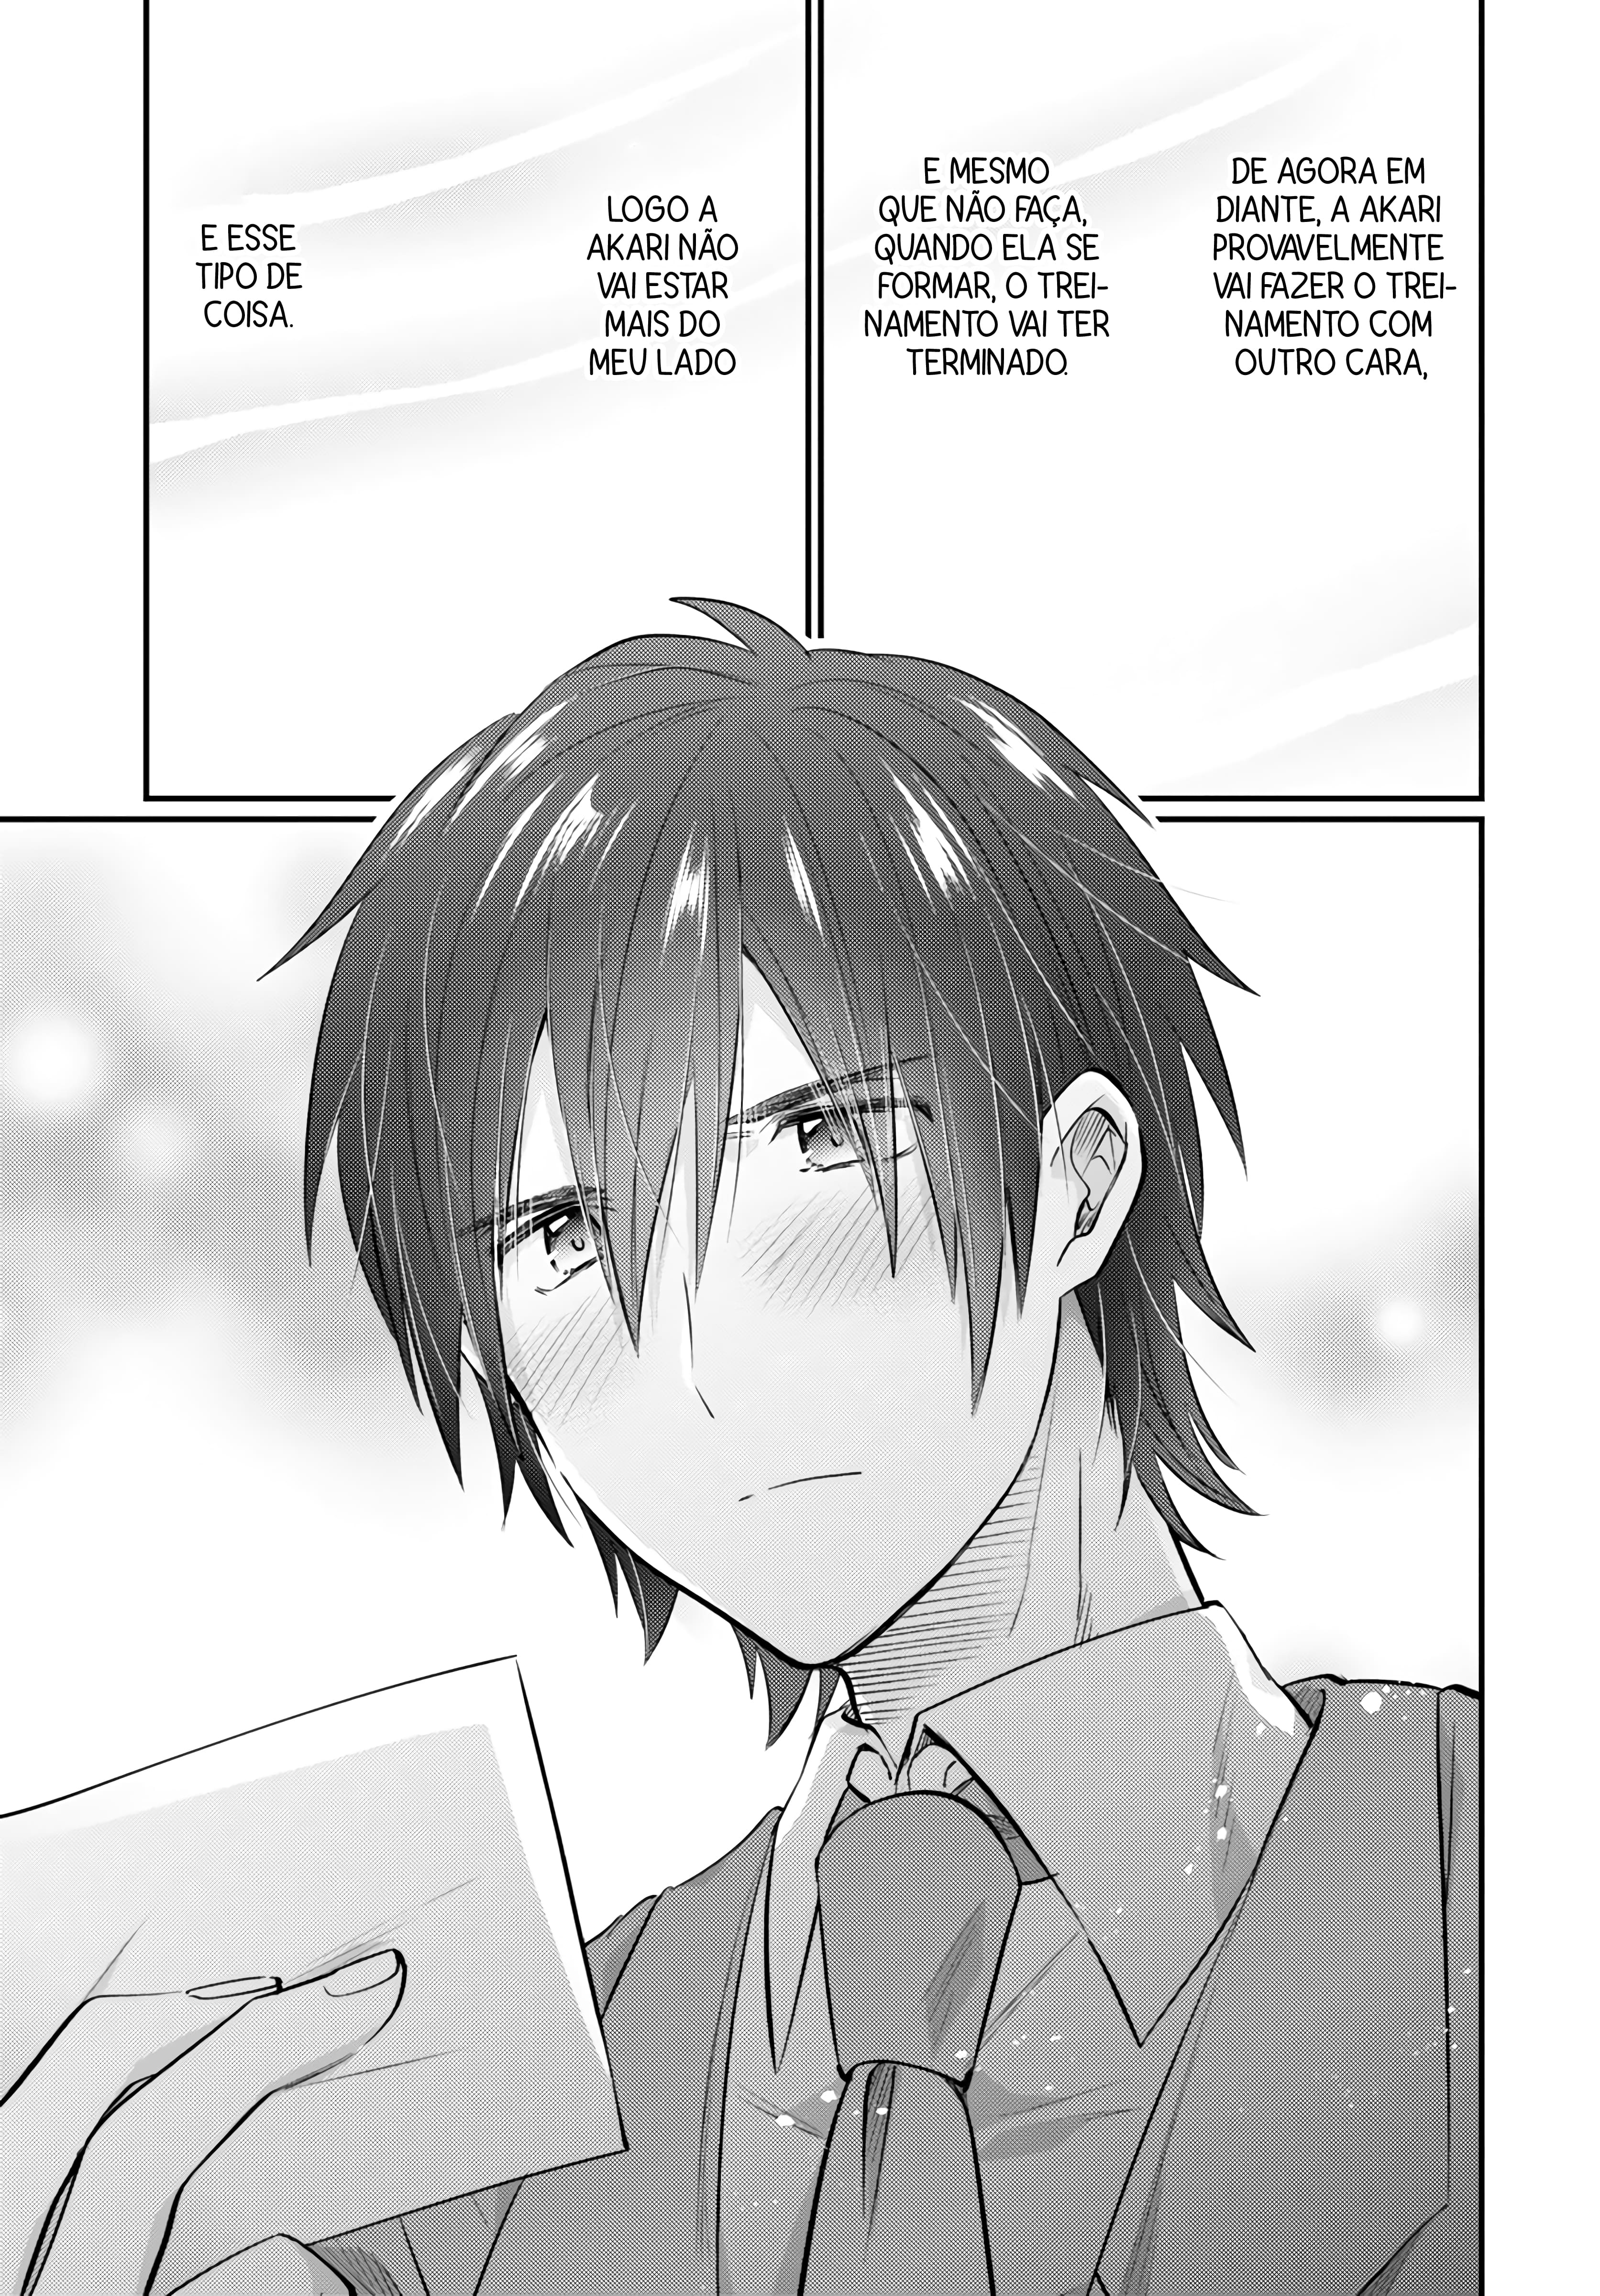 DE AGORA EM
DIANTE, A AKARI
PROVAVELMENTE
VAI FAZER O TREI-
NAMENTO COM
OUTRO CARA,
E MESMO
QUE NÃO FAÇA,
QUANDO ELA SE
FORMAR, O TREI-
NAMENTO VAI TER
TERMINADO.
LOGO A
AKARI NÃO
VAI ESTAR
MAIS DO
MEU LADO
E ESSE
TIPO DE
COISA.